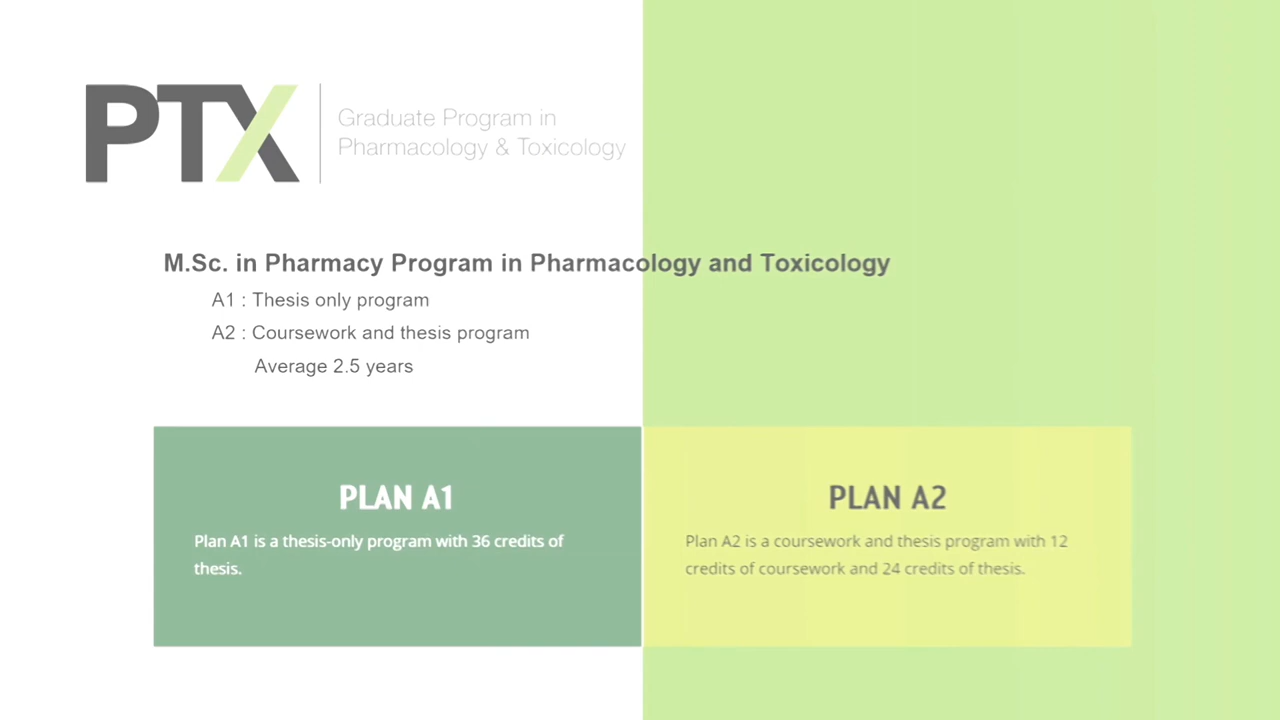 PTX
Graduate Program in
Pharmacology & Toxicology
M.Sc. in Pharmacy Program in Pharmacology and Toxicology
A1 : Thesis only program
A2 : Coursework and thesis program
Average 2.5 years
PLAN A1
Plan A1 is a thesis-only program with 36 credits of
thesis.
PLAN A2
Plan A2 is a coursework and thesis program with 12
credits of coursework and 24 credits of thesis.